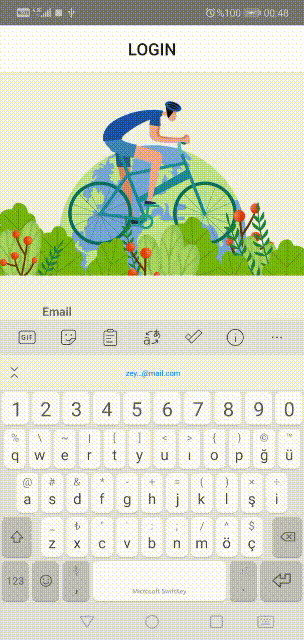 %100 00:48
LOGIN
Email
GIF
zey...@mail.com
1 2 3 4 5 6 7 8 9 0
% \ ~ | [ ] < > { } © ™
q w e r t y u ı o p ğ ü
@ # & * - + = ( ) × ÷
a s d f g h j k l ş i
_ ₺ " ' : ; / ^ $
z x c v b n m ö ç
123 , Microsoft SwiftKey .